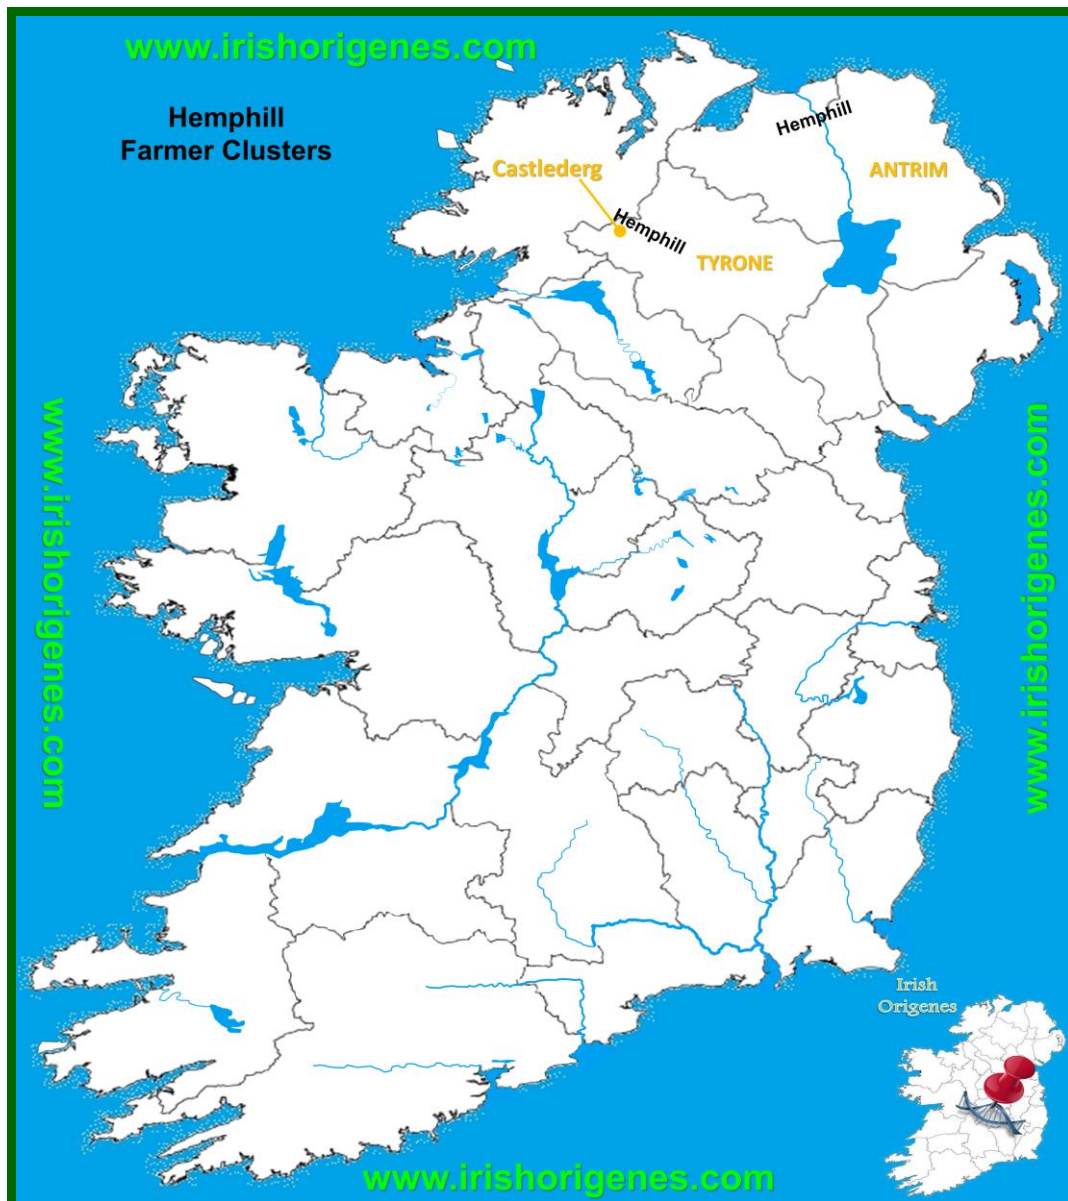 www.irishorigenes.com
Hemphill
Farmer Clusters
Hemphill
Castlederg
ANTRIM
Hemphill
TYRONE
www.irishorigenes.com
www.irishorigenes.com
Irish
Origenes
www.irishorigenes.com